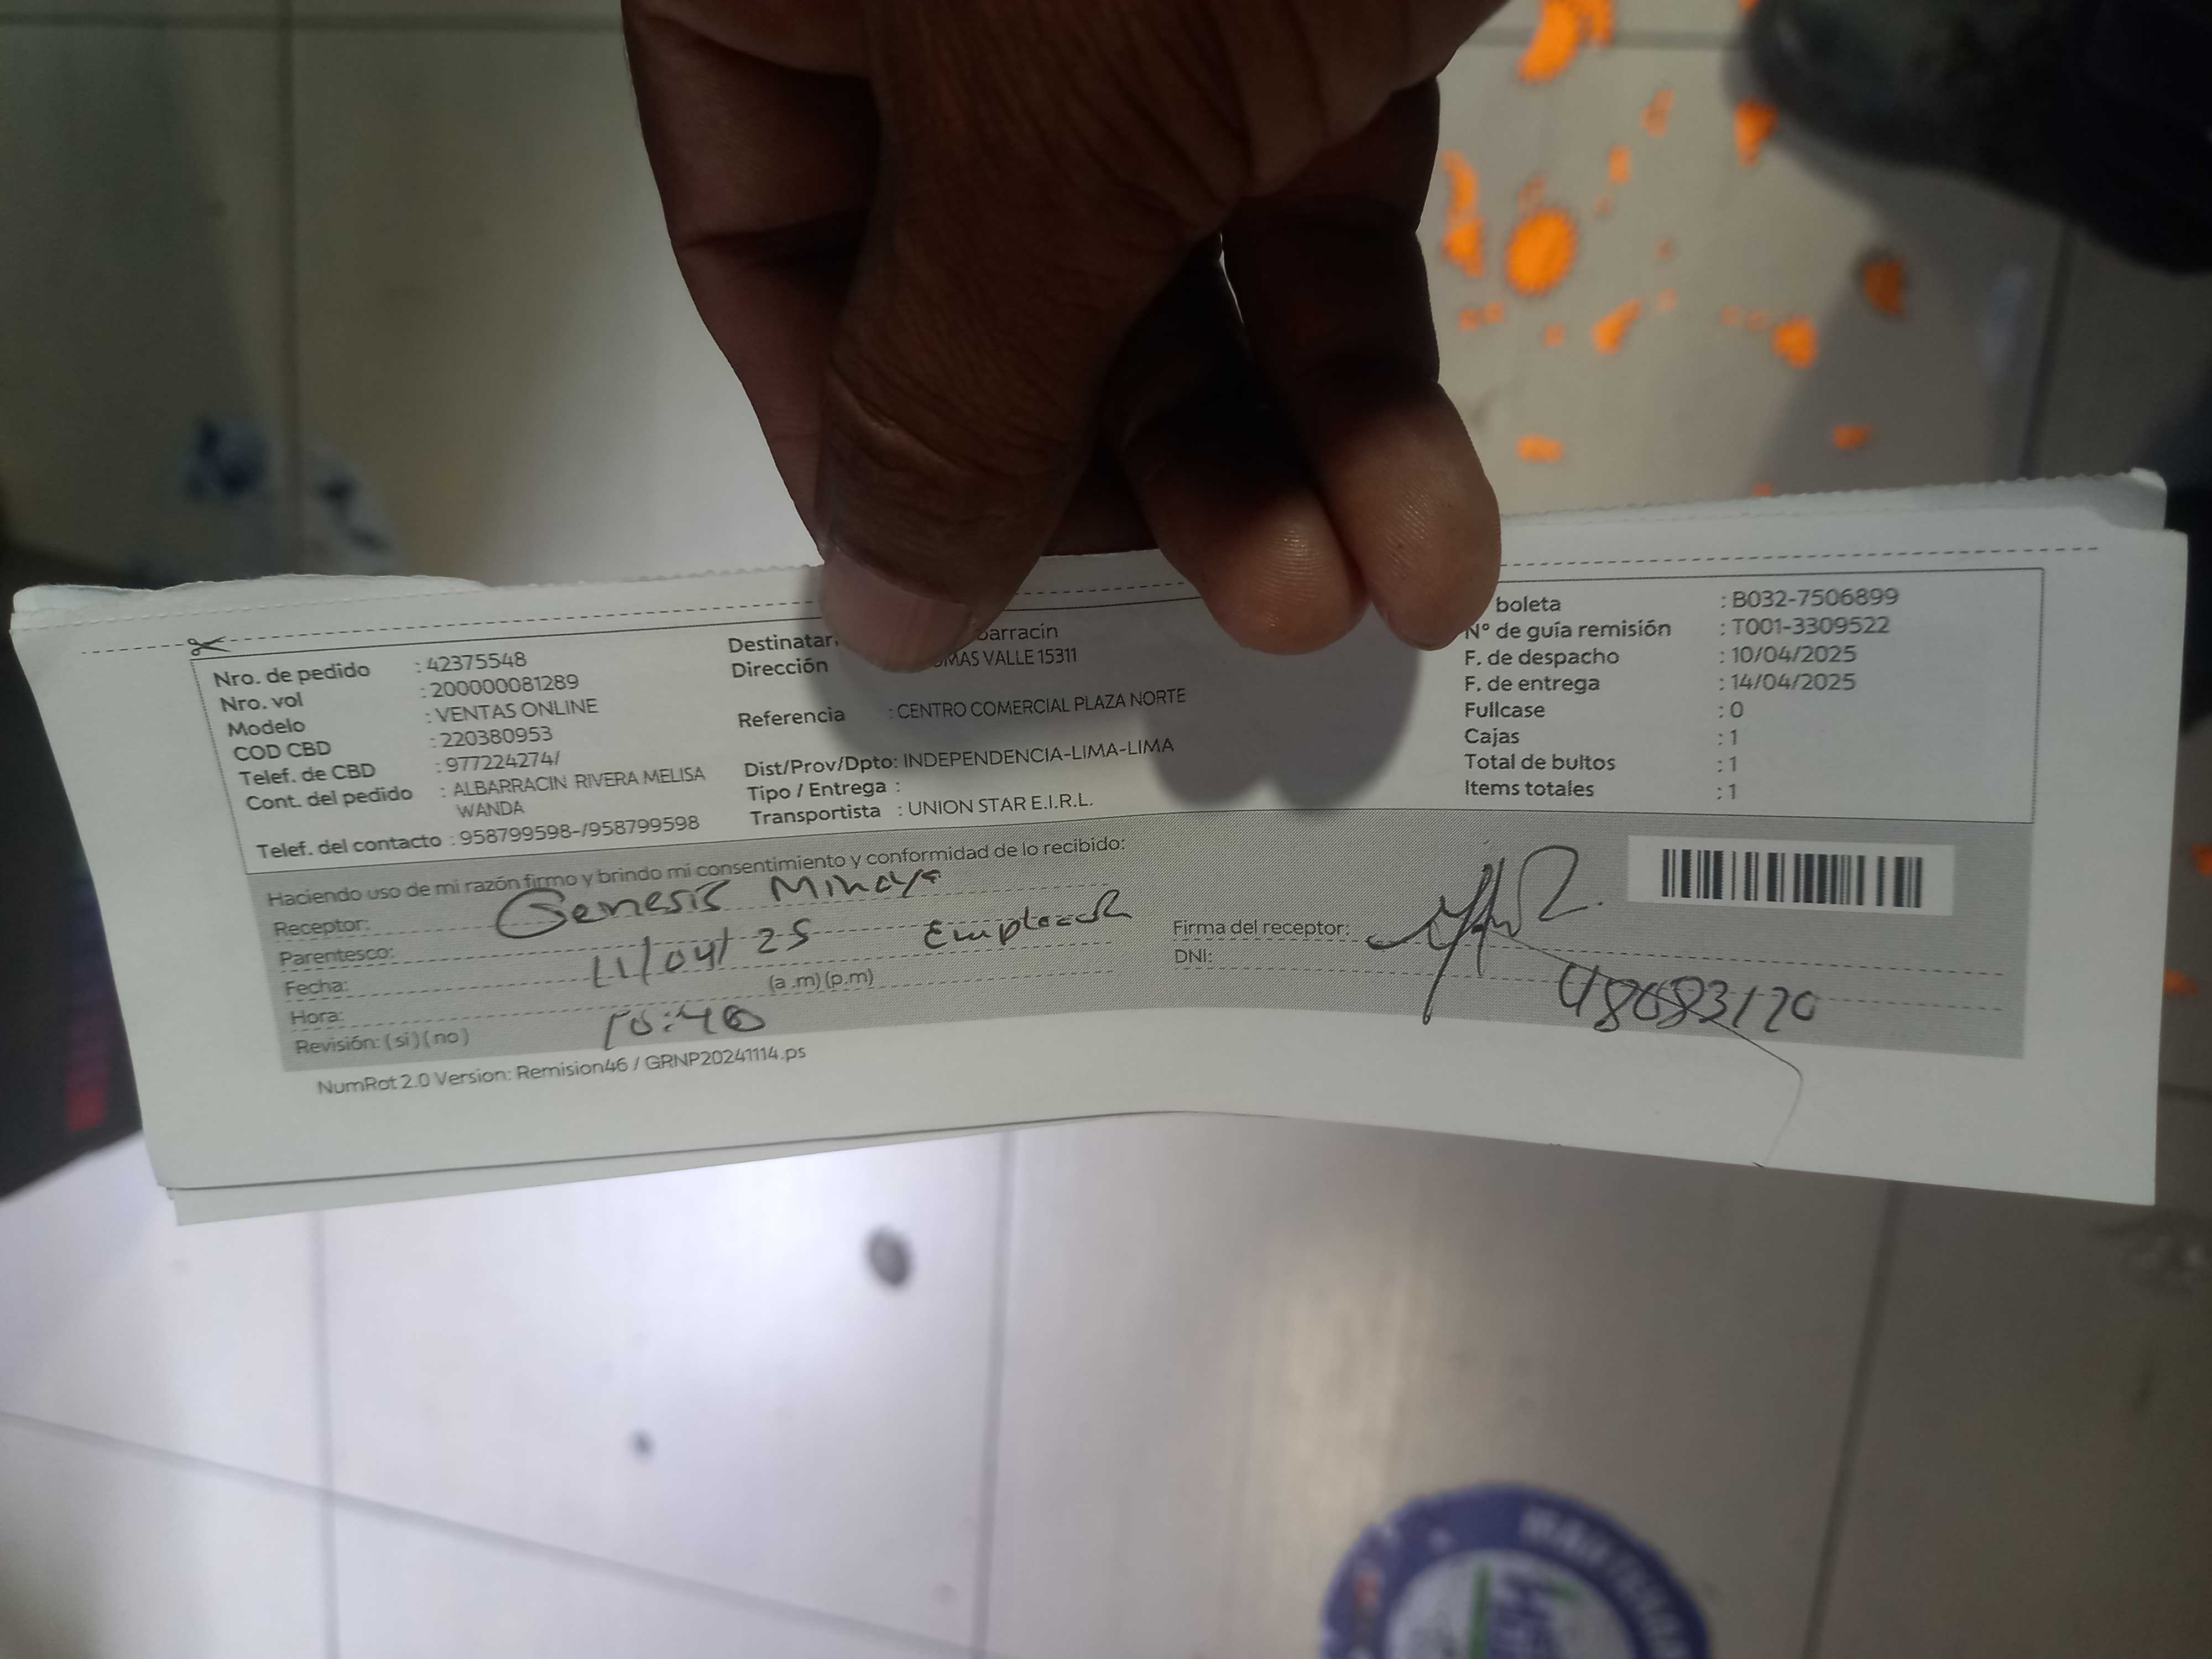 Nro. de pedido : 42375548
Nro. vol : 200000081289
Modelo : VENTAS ONLINE
COD CBD : 220380953
Telef. de CBD : 977224274/
Cont. del pedido : ALBARRACIN RIVERA MELISA
WANDA
Telef. del contacto : 958799598-/958799598
Destinatar
Dirección VALLE 15311
Referencia : CENTRO COMERCIAL PLAZA NORTE
Dist/Prov/Dpto: INDEPENDENCIA-LIMA-LIMA
Tipo / Entrega :
Transportista : UNION STAR E.I.R.L.
boleta : B032-7506899
N° de guía remisión : T001-3309522
F. de despacho : 10/04/2025
F. de entrega : 14/04/2025
Fullcase : 0
Cajas : 1
Total de bultos : 1
Items totales : 1
Haciendo uso de mi razón firmo y brindo mi consentimiento y conformidad de lo recibido:
Receptor: Genesis Minaya
Parentesco:
Fecha: 11/04/25
Hora: 10:40 (a .m) (p.m)
Revisión: ( si ) ( no )
Firma del receptor:
DNI: 48083120
NumRot 2.0 Version: Remision46 / GRNP20241114.ps